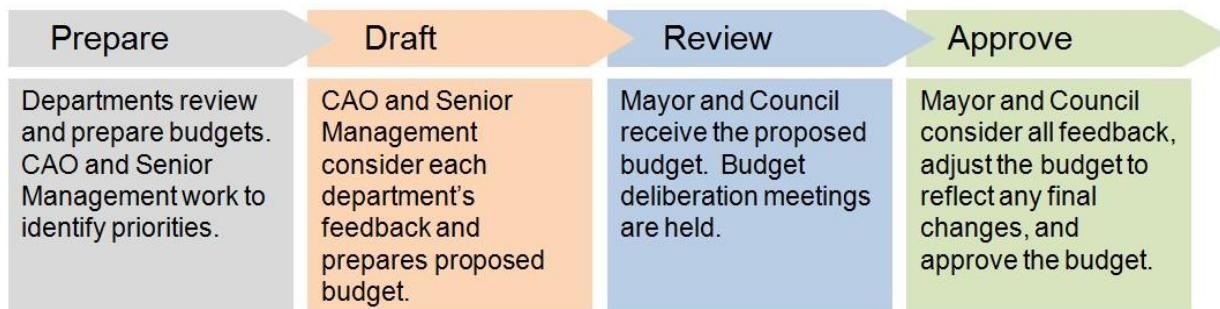 Prepare
Draft
Review
Approve
Departments review
and prepare budgets.
CAO and Senior
Management work to
identify priorities.
CAO and Senior
Management
consider each
department's
feedback and
prepares proposed
budget.
Mayor and Council
receive the proposed
budget.  Budget
deliberation meetings
are held.
Mayor and Council
consider all feedback,
adjust the budget to
reflect any final
changes, and
approve the budget.